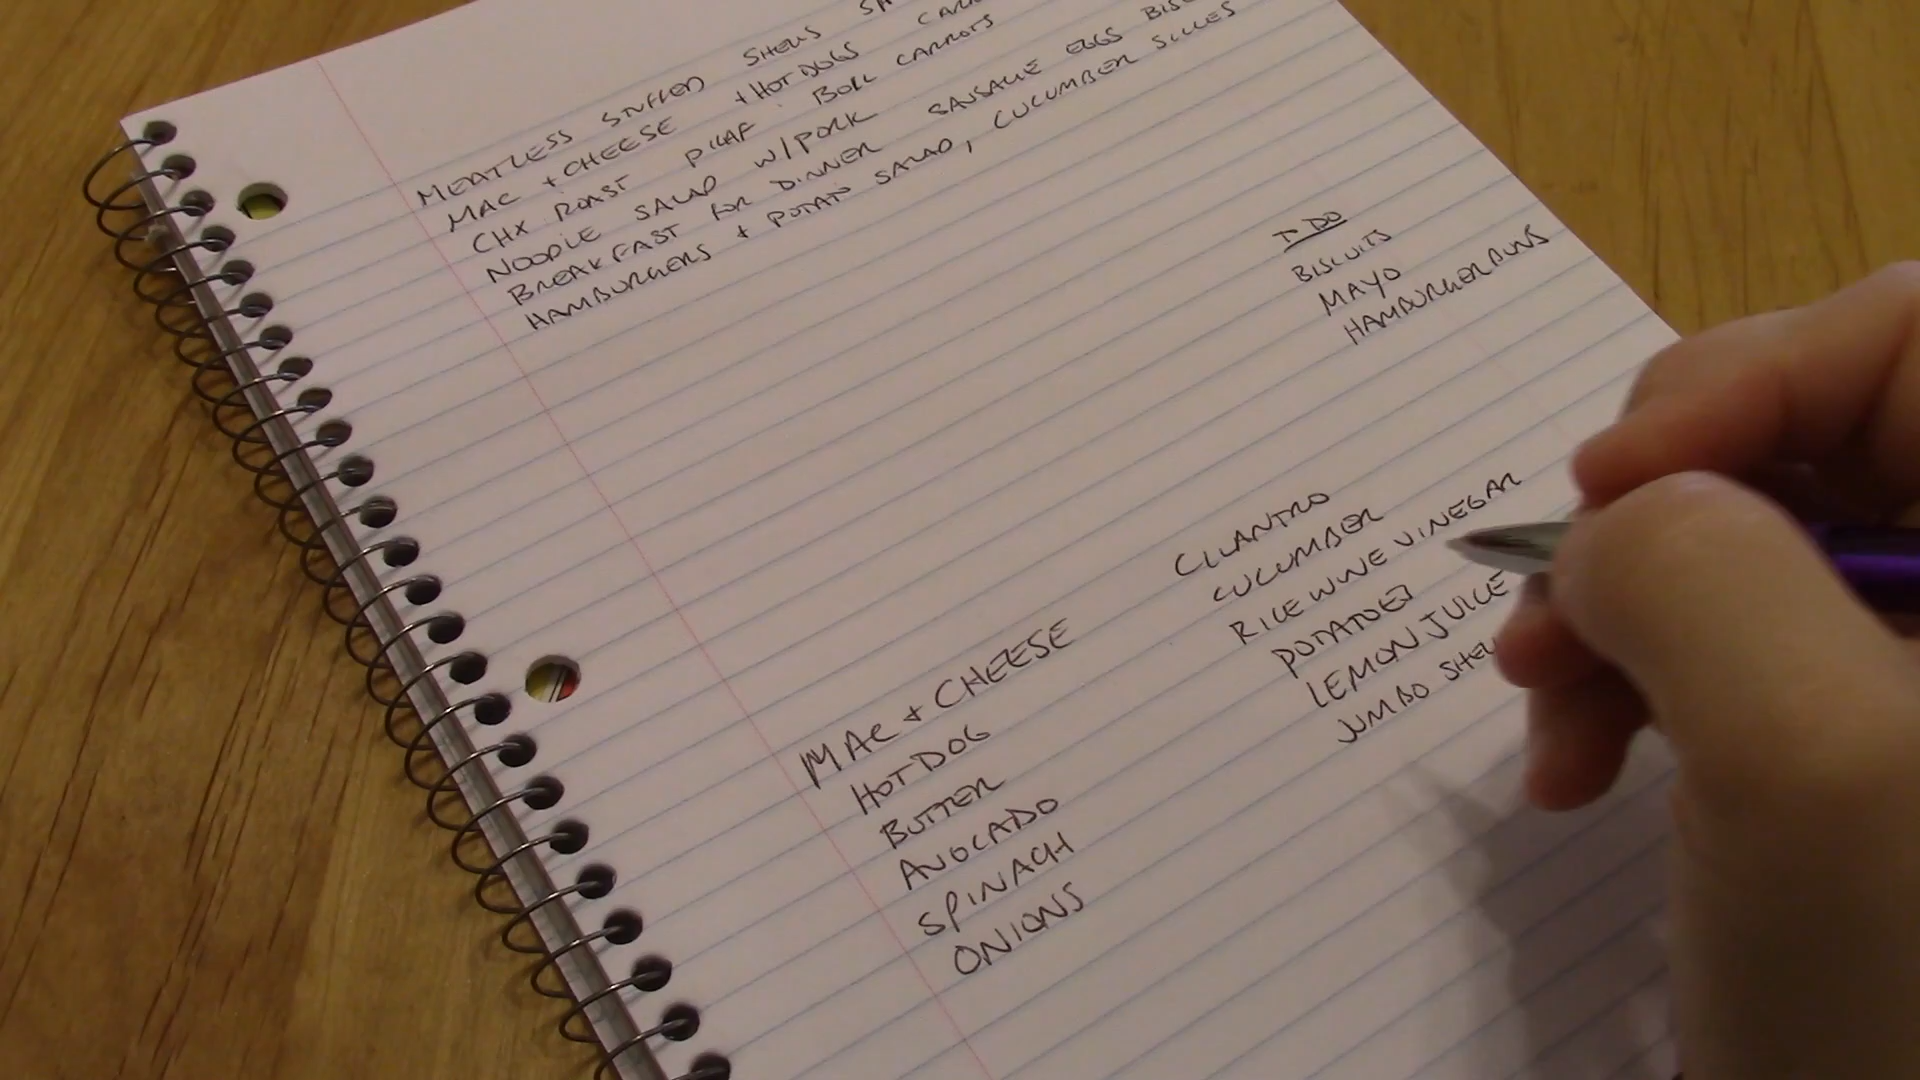 MEATLESS STUFFED SHELLS
MAC + CHEESE + HOT DOGS
CHX ROAST PILAF BOIL CARROTS
NOODLE SALAD W/PORK
BREAKFAST FOR DINNER SAUSAGE EGGS
HAMBURGERS + POTATO SALAD, CUCUMBER SLICES
TO DO
BISCUITS
MAYO
HAMBURGER BUNS
MAC + CHEESE
HOT DOG
BUTTER
AVOCADO
SPINACH
ONIONS
CILANTRO
CUCUMBER
RICE WINE VINEGAR
POTATOES
LEMON JUICE
JUMBO